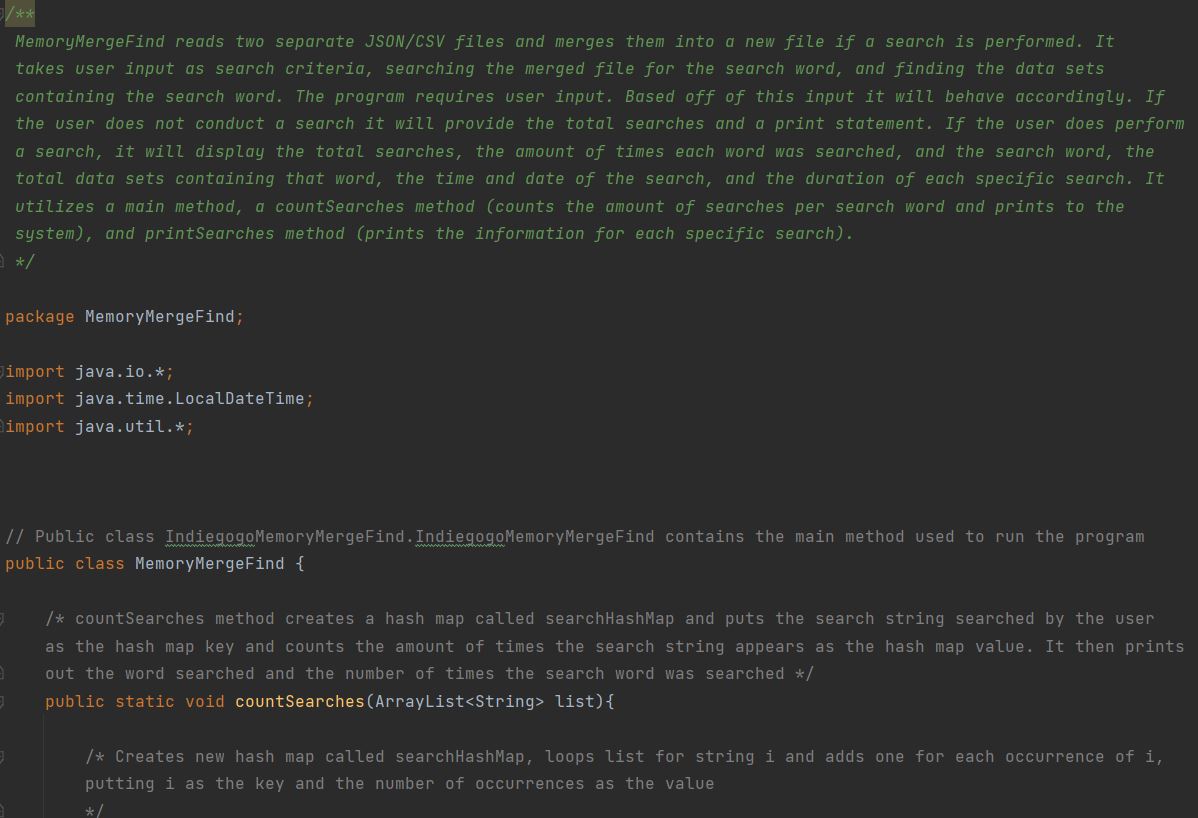 /**
MemoryMergeFind reads two separate JSON/CSV files and merges them into a new file if a search is performed. It
takes user input as search criteria, searching the merged file for the search word, and finding the data sets
containing the search word. The program requires user input. Based off of this input it will behave accordingly. If
the user does not conduct a search it will provide the total searches and a print statement. If the user does perform
a search, it will display the total searches, the amount of times each word was searched, and the search word, the
total data sets containing that word, the time and date of the search, and the duration of each specific search. It
utilizes a main method, a countSearches method (counts the amount of searches per search word and prints to the
system), and printSearches method (prints the information for each specific search).
*/
package MemoryMergeFind;
import java.io.*;
import java.time.LocalDateTime;
import java.util.*;
// Public class IndiegogoMemoryMergeFind.IndiegogoMemoryMergeFind contains the main method used to run the program
public class MemoryMergeFind {
/* countSearches method creates a hash map called searchHashMap and puts the search string searched by the user
as the hash map key and counts the amount of times the search string appears as the hash map value. It then prints
out the word searched and the number of times the search word was searched */
public static void countSearches(ArrayList<String> list){
/* Creates new hash map called searchHashMap, loops list for string i and adds one for each occurrence of i,
putting i as the key and the number of occurrences as the value
*/